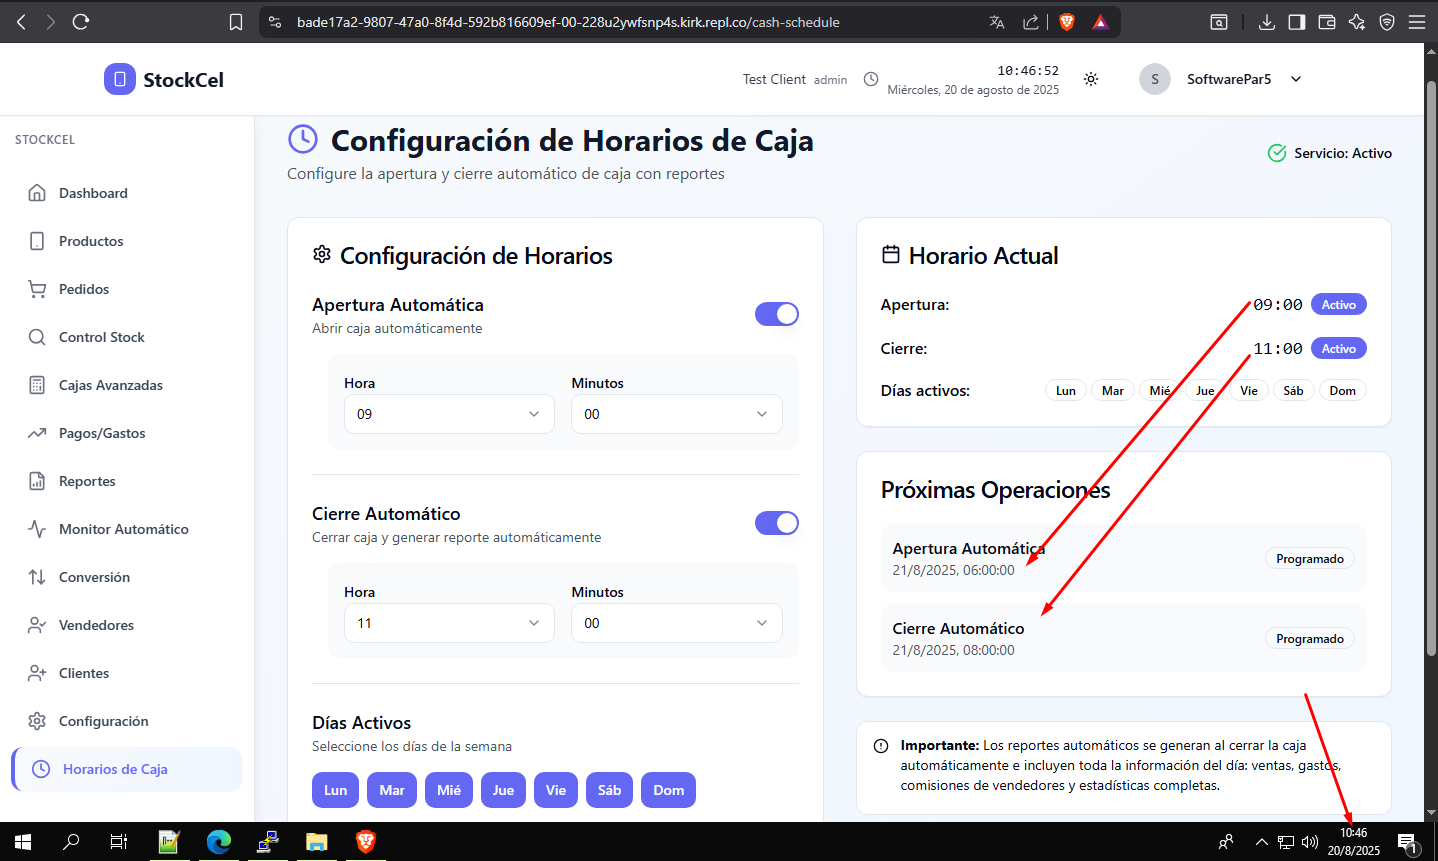 bade17a2-9807-47a0-8f4d-592b816609ef-00-228u2ywfsnp4s.kirk.repl.co/cash-schedule
StockCel
Test Client admin
10:46:52
Miércoles, 20 de agosto de 2025
S
SoftwarePar5
STOCKCEL
Dashboard
Productos
Pedidos
Control Stock
Cajas Avanzadas
Pagos/Gastos
Reportes
Monitor Automático
Conversión
Vendedores
Clientes
Configuración
Horarios de Caja
Configuración de Horarios de Caja
Configure la apertura y cierre automático de caja con reportes
Servicio: Activo
Configuración de Horarios
Apertura Automática
Abrir caja automáticamente
Hora Minutos
09 00
Cierre Automático
Cerrar caja y generar reporte automáticamente
Hora Minutos
11 00
Días Activos
Seleccione los días de la semana
Lun Mar Mié Jue Vie Sáb Dom
Horario Actual
Apertura: 09:00 Activo
Cierre: 11:00 Activo
Días activos: Lun Mar Mié Jue Vie Sáb Dom
Próximas Operaciones
Apertura Automática
21/8/2025, 06:00:00
Programado
Cierre Automático
21/8/2025, 08:00:00
Programado
Importante: Los reportes automáticos se generan al cerrar la caja
automáticamente e incluyen toda la información del día: ventas, gastos,
comisiones de vendedores y estadísticas completas.
10:46
20/8/2025
1